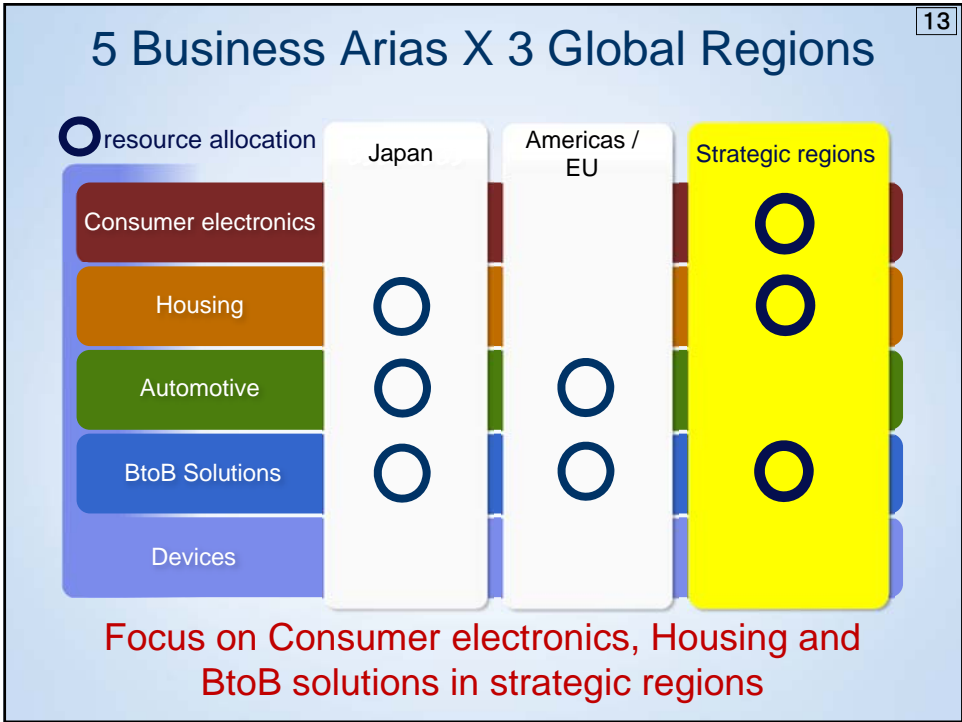 13
5 Business Arias X 3 Global Regions
resource allocation
Japan
Americas /
EU
Strategic regions
Consumer electronics
Housing
Automotive
BtoB Solutions
Devices
Focus on Consumer electronics, Housing and
BtoB solutions in strategic regions